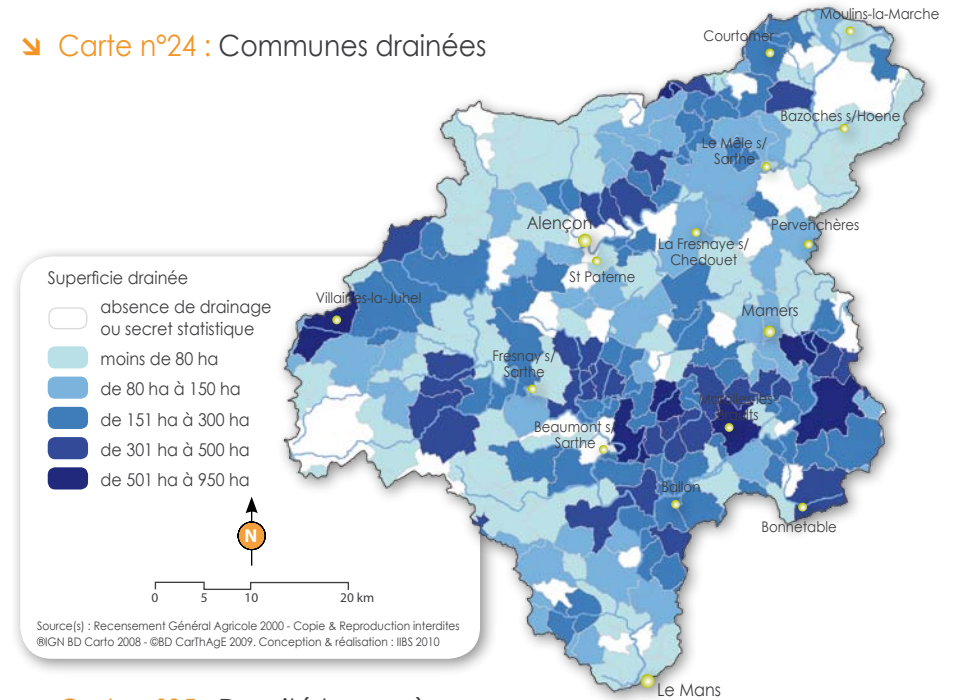 Carte n°24 : Communes drainées
Moulins-la-Marche
Courtomer
Bazoches s/Hoene
Le Mêle s/
Sarthe
Pervenchères
Alençon
La Fresnaye s/
Chedouet
St Paterne
Superficie drainée
absence de drainage
ou secret statistique
moins de 80 ha
de 80 ha à 150 ha
de 151 ha à 300 ha
de 301 ha à 500 ha
de 501 ha à 950 ha
Villaines-la-Juhel
Mamers
Fresnay s/
Sarthe
Beaumont s/
Sarthe
Ballon
Bonnetable
N
0 5 10 20 km
Source(s) : Recensement Général Agricole 2000 - Copie & Reproduction interdites
®IGN BD Carto 2008 - ©BD CarThAgE 2009. Conception & réalisation : IIBS 2010
Le Mans